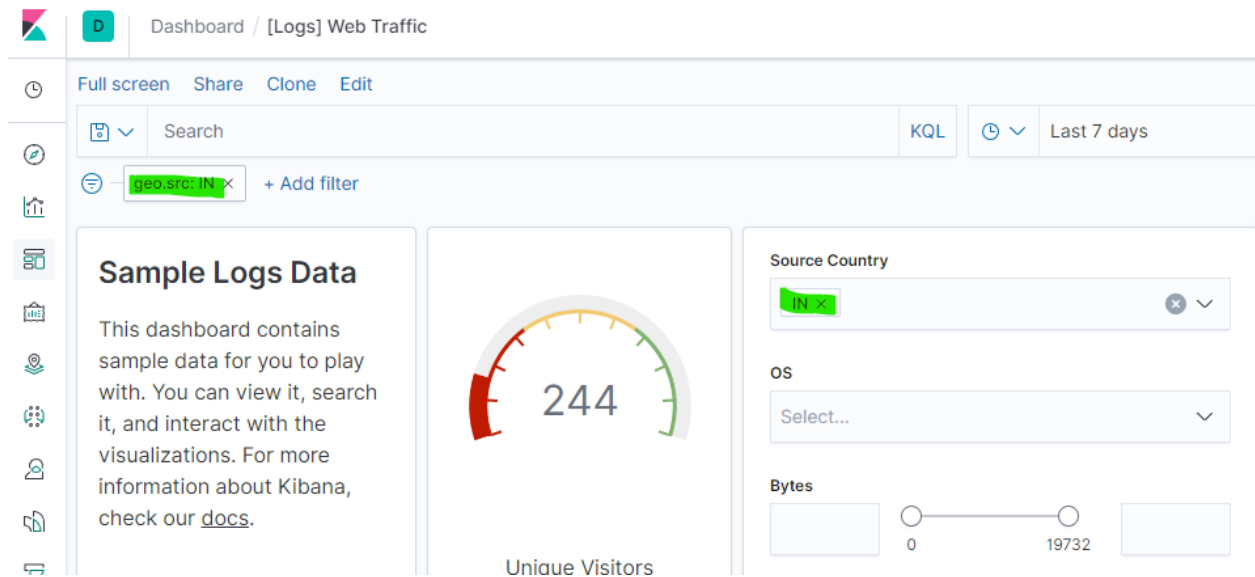 D Dashboard / [Logs] Web Traffic
Full screen Share Clone Edit
Search KQL Last 7 days
geo.src: IN × + Add filter
Sample Logs Data
This dashboard contains
sample data for you to play
with. You can view it, search
it, and interact with the
visualizations. For more
information about Kibana,
check our docs.
244
Unique Visitors
Source Country
IN ×
OS
Select...
Bytes
0 19732